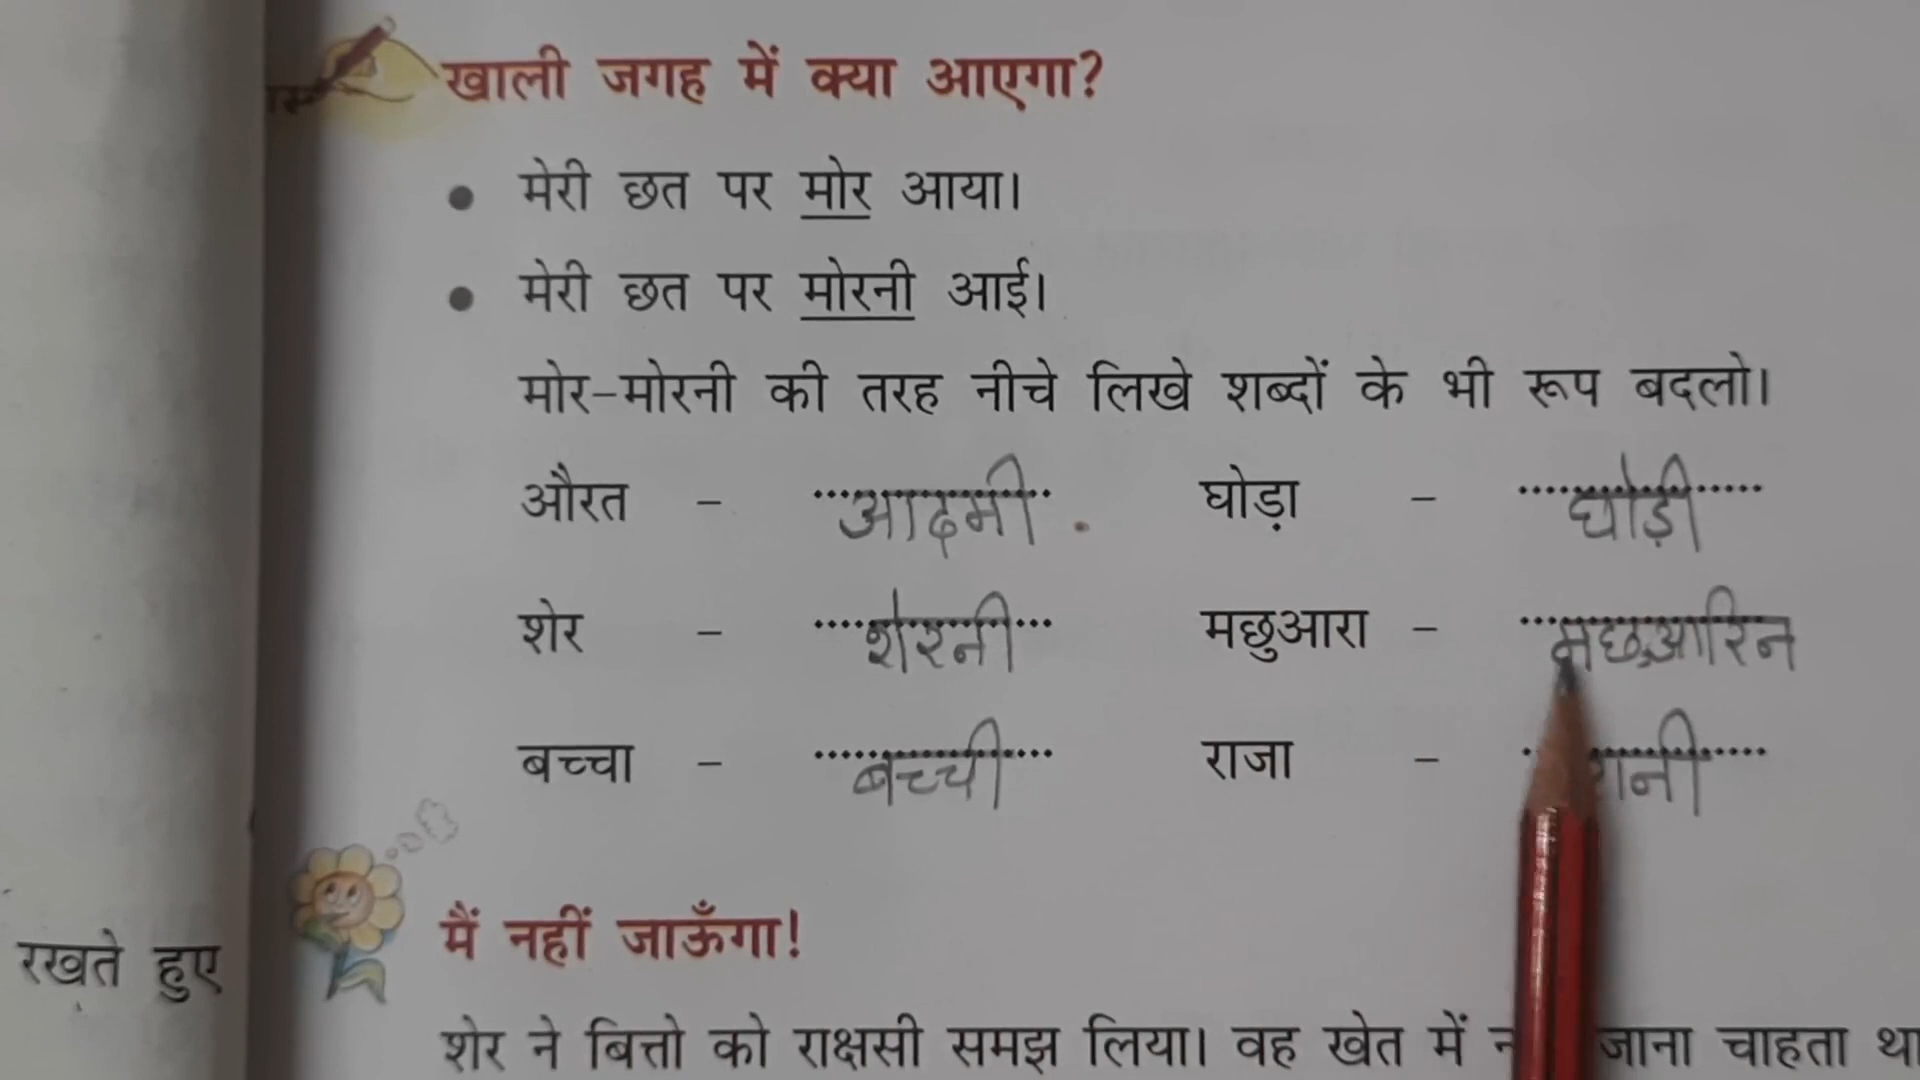 खाली जगह में क्या आएगा?
• मेरी छत पर मोर आया।
• मेरी छत पर मोरनी आई।
मोर-मोरनी की तरह नीचे लिखे शब्दों के भी रूप बदलो।
औरत - आदमी घोड़ा - घोड़ी
शेर - शेरनी मछुआरा - मछुआरिन
बच्चा - बच्ची राजा -
मैं नहीं जाऊँगा!
रखते हुए
शेर ने बित्तो को राक्षसी समझ लिया। वह खेत में जाना चाहता था